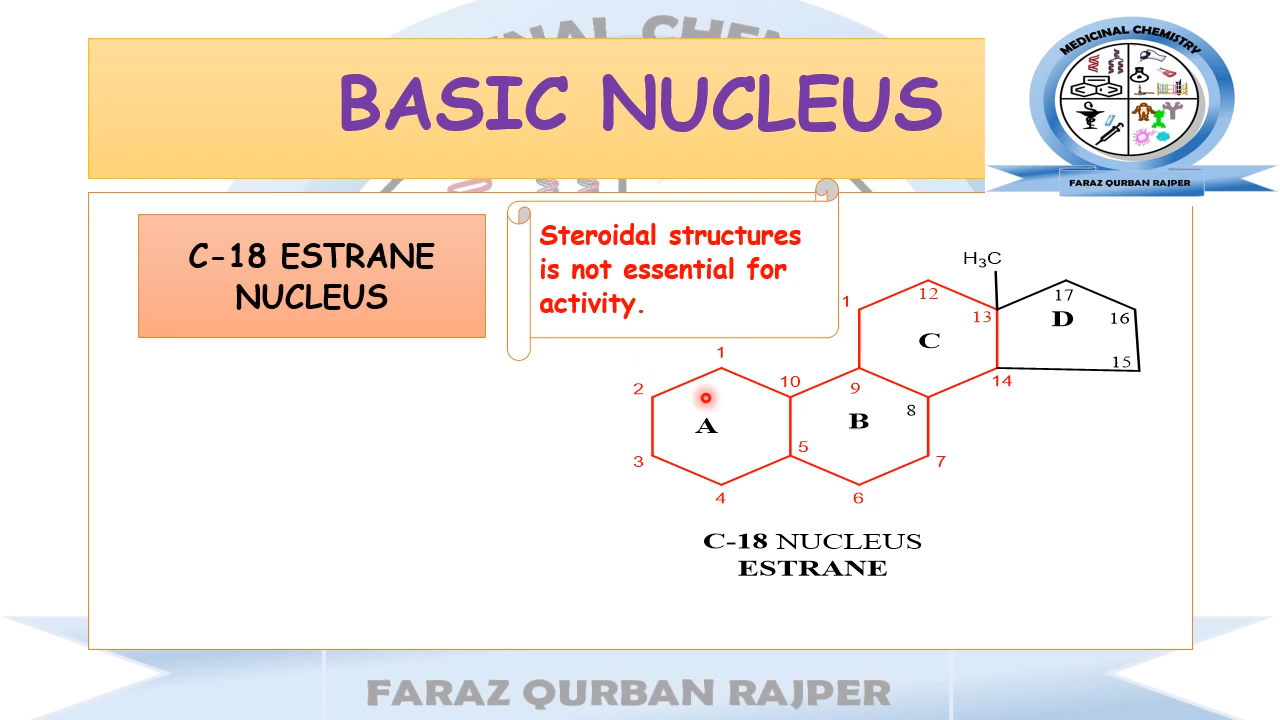 MEDICINAL CHEMISTRY
BASIC NUCLEUS
MEDICINAL CHEMISTRY
FARAZ QURBAN RAJPER
C-18 ESTRANE
NUCLEUS
Steroidal structures
is not essential for
activity.
H3C
12
17
1
13
D
16
C
15
1
2
10
9
14
8
A
B
5
3
7
4
6
C-18 NUCLEUS
ESTRANE
FARAZ QURBAN RAJPER